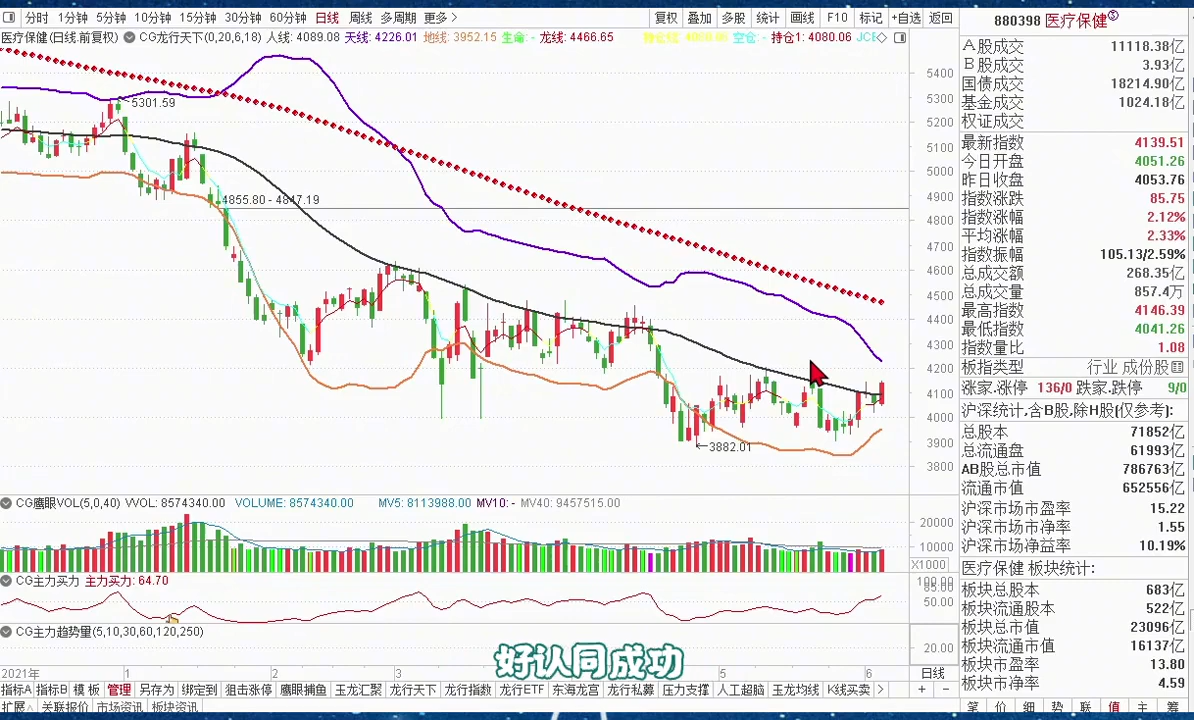 分时 1分钟 5分钟 10分钟 15分钟 30分钟 60分钟 日线 周线 多周期 更多 >
复权 叠加 多股 统计 画线 F10 标记 +自选 返回
医疗保健(日线.前复权) CG龙行天下(0,20,6,18) 人线: 4089.08 天线: 4226.01 地线: 3952.15 生命: - 龙线: 4466.65 空仓: - 持仓1: 4080.06
5301.59
4855.80 - 4847.19
3882.01
5400
5300
5200
5100
5000
4900
4800
4700
4600
4500
4400
4300
4200
4100
4000
3900
3800
CG鹰眼VOL(5,0,40) VVOL: 8574340.00 VOLUME: 8574340.00 MV5: 8113988.00 MV10: - MV40: 9457515.00
20000
10000
X1000
CG主力买力 主力买力: 64.70
50.00
CG主力趋势量(5,10,30,60,120,250)
20.00
好认同成功
2021年 1 2 3 5 6 日线
指标A 指标B 模板 管理 另存为 绑定到 狙击涨停 鹰眼捕鱼 玉龙汇聚 龙行天下 龙行指数 龙行ETF 东海龙宫 龙行私募 压力支撑 人工超脑 玉龙均线 K线买卖 > + -
扩展∧ 关联报价 市场资讯 板块资讯
880398 医疗保健
A股成交 11118.38亿
B股成交 3.93亿
国债成交 18214.90亿
基金成交 1024.18亿
权证成交
最新指数 4139.51
今日开盘 4051.26
昨日收盘 4053.76
指数涨跌 85.75
指数涨幅 2.12%
平均涨幅 2.33%
指数振幅 105.13/2.59%
总成交额 268.35亿
总成交量 857.4万
最高指数 4146.39
最低指数 4041.26
指数量比 1.08
板指类型 行业 成份股
涨家.涨停 136/0 跌家.跌停 9/0
沪深统计,含B股,除H股(仅参考):
总股本 71852亿
总流通盘 61993亿
AB股总市值 786763亿
流通市值 652556亿
沪深市场市盈率 15.22
沪深市场市净率 1.55
沪深市场净益率 10.19%
医疗保健 板块统计:
板块总股本 683亿
板块流通股本 522亿
板块总市值 23096亿
板块流通市值 16137亿
板块市盈率 13.80
板块市净率 4.59
笔 价 细 势 联 值 主 筹